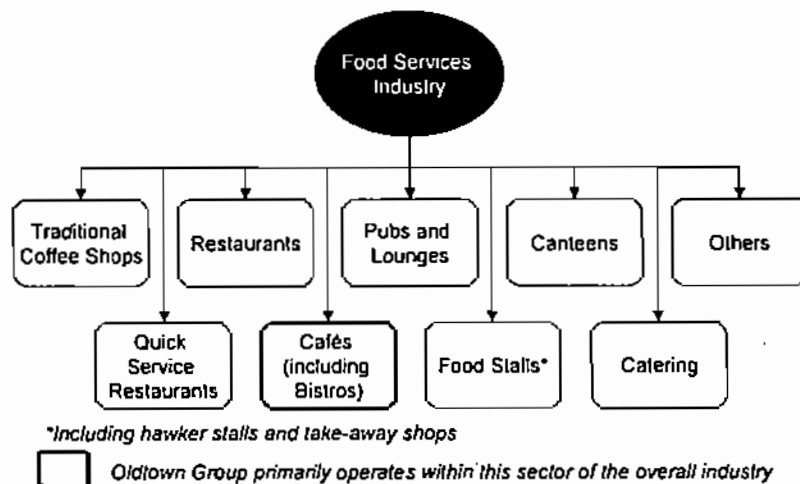 Food Services
Industry
Traditional
Coffee Shops
Restaurants
Pubs and
Lounges
Canteens
Others
Quick
Service
Restaurants
Cafés
(including
Bistros)
Food Stalls*
Catering
*Including hawker stalls and take-away shops
Oldtown Group primarily operates within this sector of the overall industry